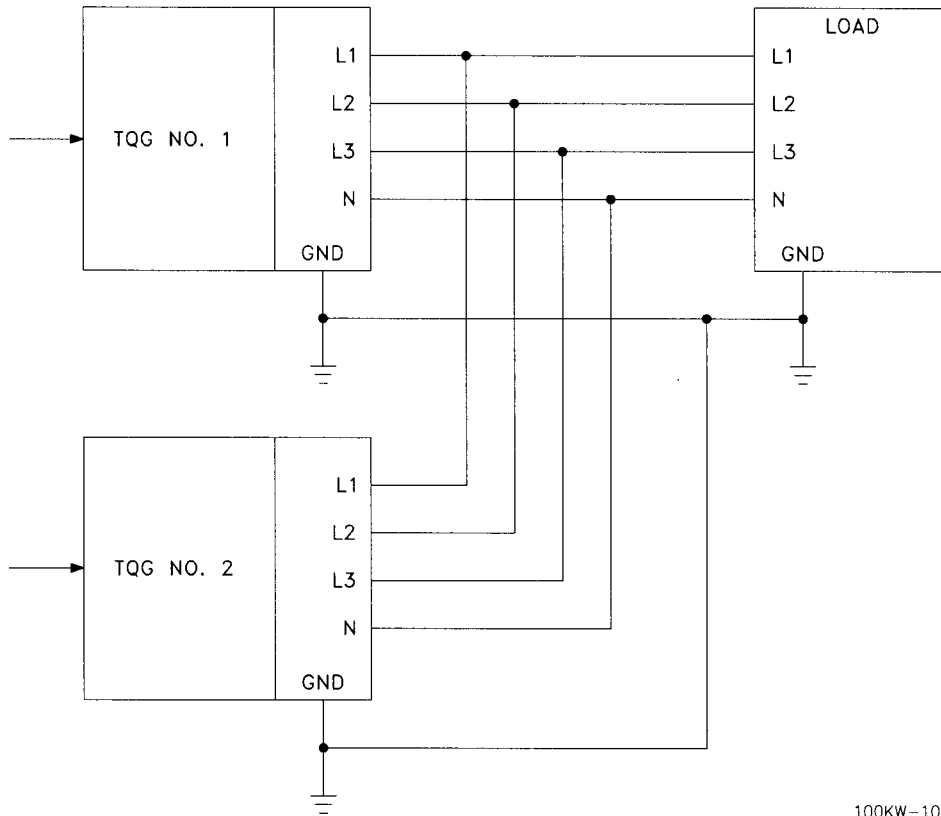 LOAD
L1
L2
L3
N
GND
TQG NO. 1
L1
L2
L3
N
GND
TQG NO. 2
L1
L2
L3
N
GND
100KW-10